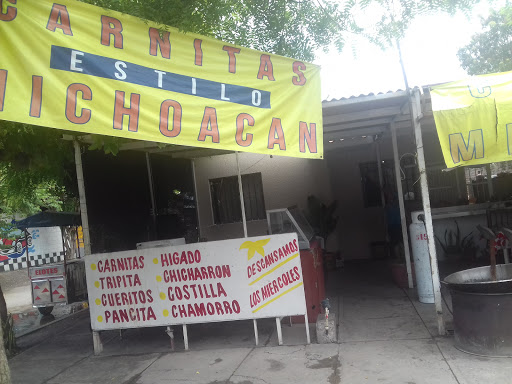 CARNITAS
ESTILO
MICHOACAN
C
M
CARNITAS
TRIPITA
CUERITOS
PANCITA
HIGADO
CHICHARRON
COSTILLA
CHAMORRO
DESCANSAMOS
LOS MIERCOLES